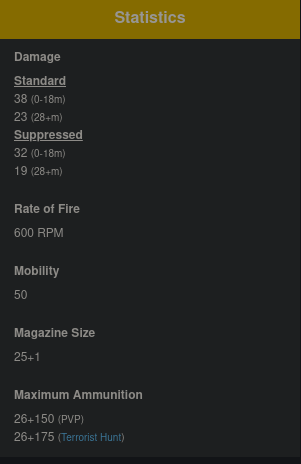 Statistics
Damage
Standard
38 (0-18m)
23 (28+m)
Suppressed
32 (0-18m)
19 (28+m)
Rate of Fire
600 RPM
Mobility
50
Magazine Size
25+1
Maximum Ammunition
26+150 (PVP)
26+175 (Terrorist Hunt)